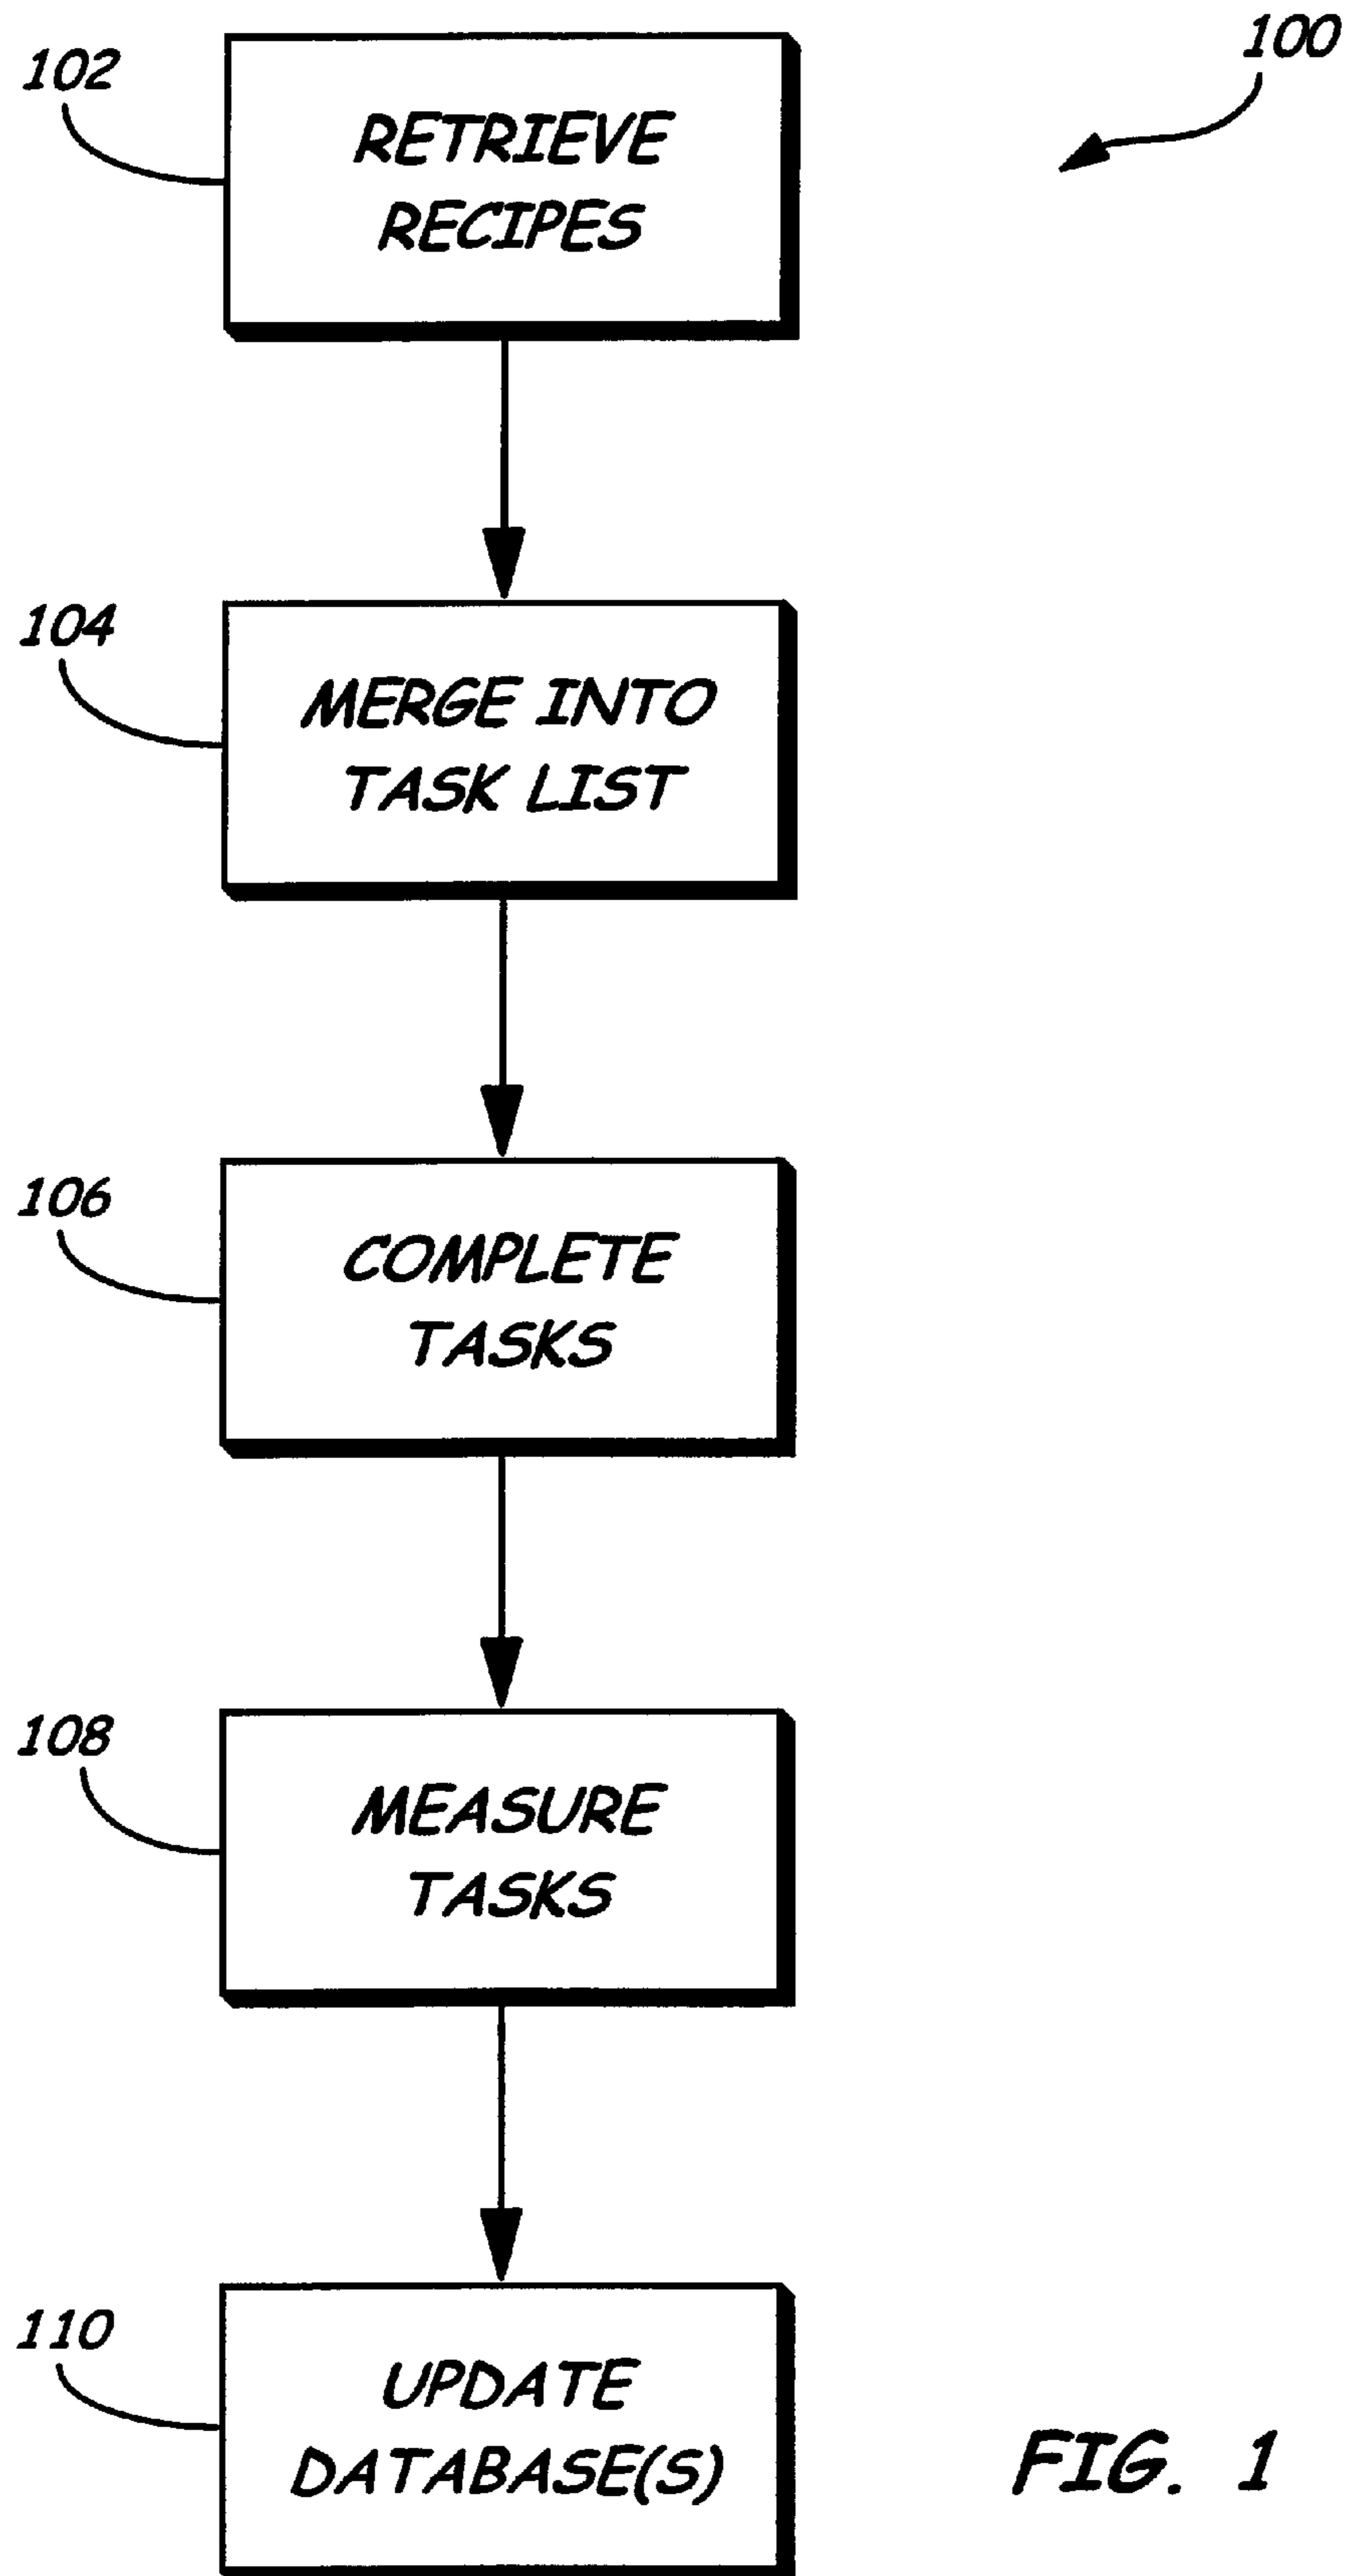 100
102
RETRIEVE
RECIPES
104
MERGE INTO
TASK LIST
106
COMPLETE
TASKS
108
MEASURE
TASKS
110
UPDATE
DATABASE(S)
FIG. 1